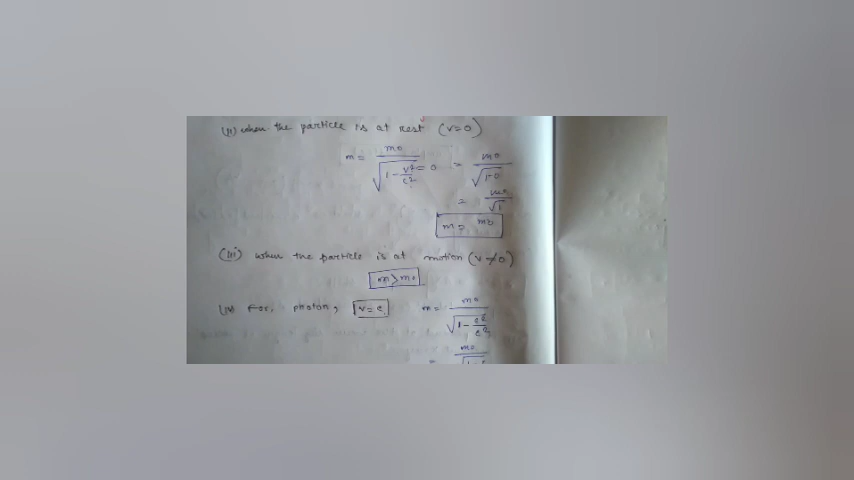 (ii) when the particle is at rest (v=0)
m = m0 / √(1 - v²/c²) = 0 = m0 / √1-0
= m0 / √1
m = m0
(iii) when the particle is at motion (v ≠ 0)
m > m0
(iv) For, photon, v = c, m = m0 / √(1 - c²/c²)
= m0